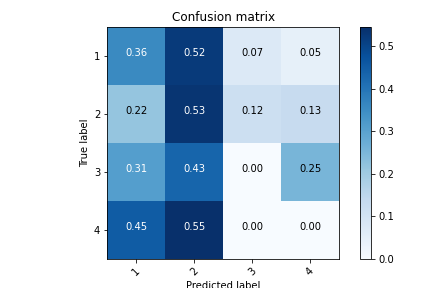 Confusion matrix
1 0.36 0.52 0.07 0.05
2 0.22 0.53 0.12 0.13
3 0.31 0.43 0.00 0.25
4 0.45 0.55 0.00 0.00
1 2 3 4
True label
Predicted label
0.5
0.4
0.3
0.2
0.1
0.0